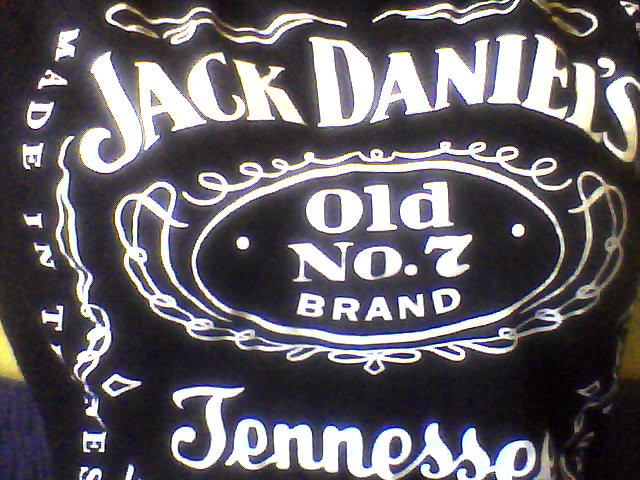 JACK DANIEL'S
Old
No.7
BRAND
Tennessee
MADE IN